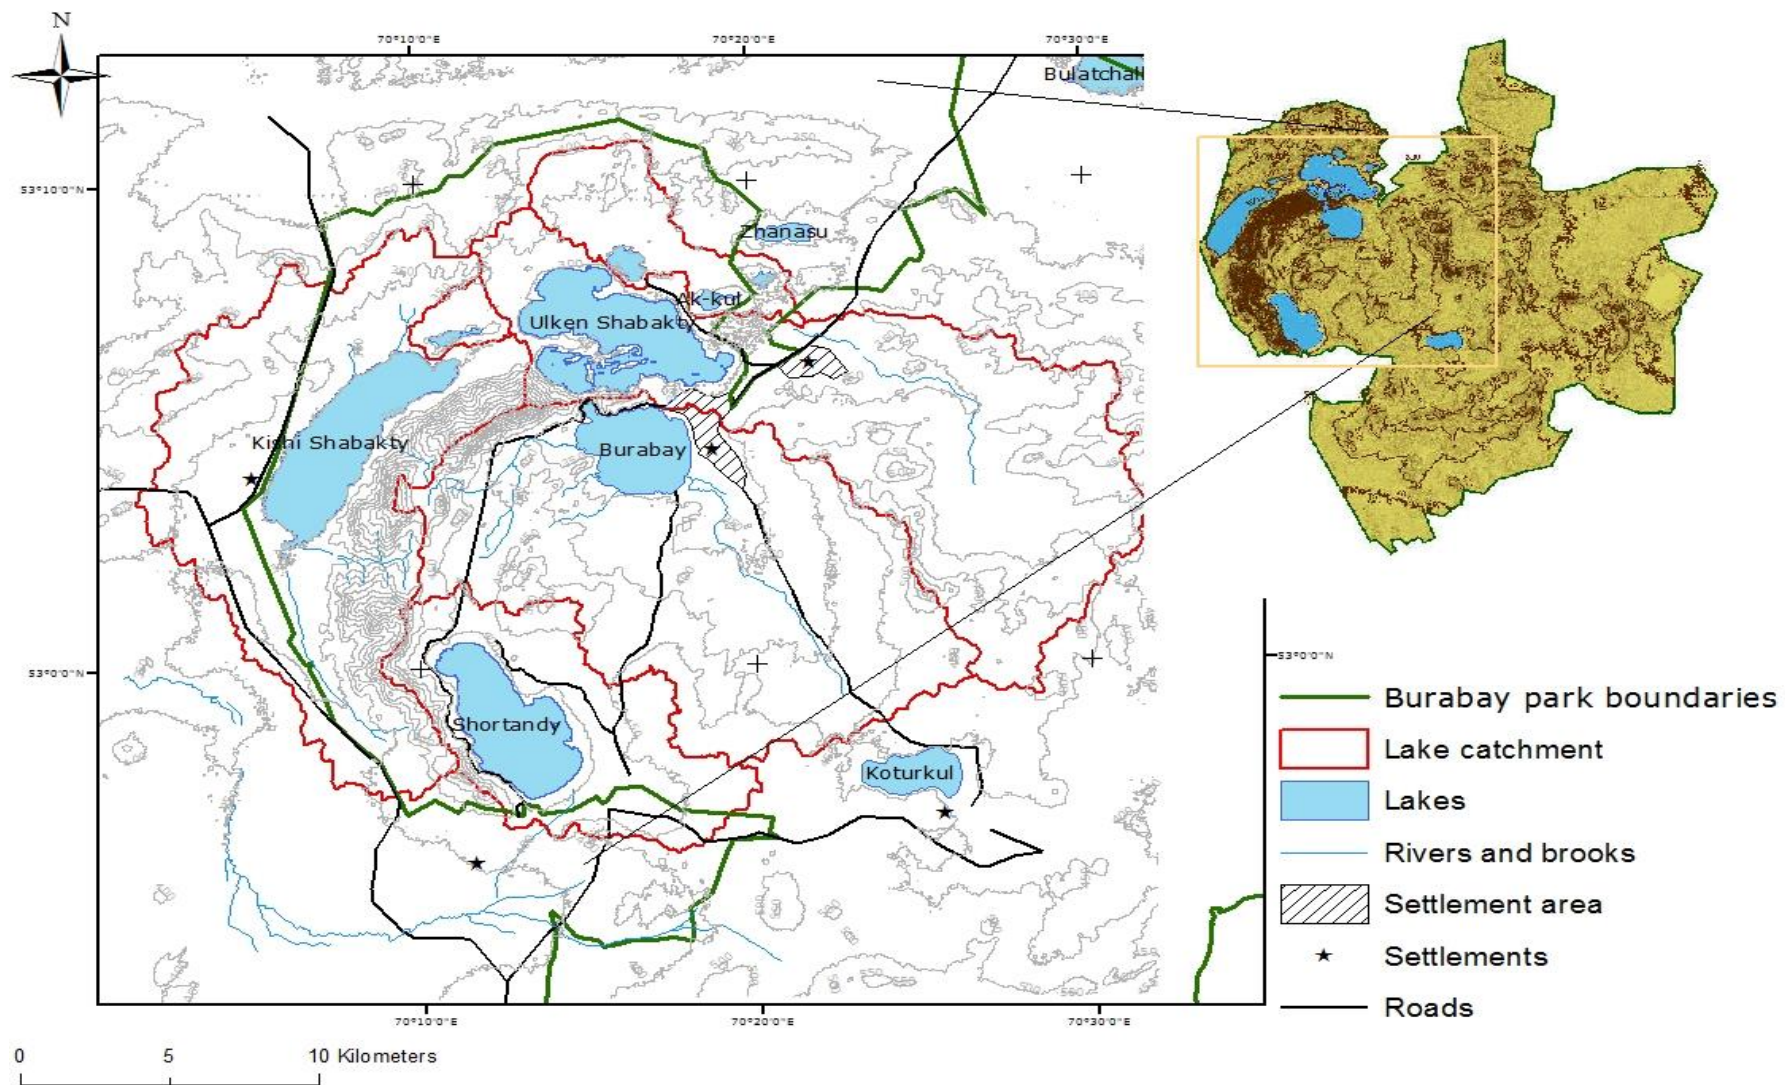 N
70°10'0"E
70°20'0"E
70°30'0"E
Bulatchall
53°10'0"N
Zhanasu
Ak-kul
Ulken Shabakty
Kishi Shabakty
Burabay
53°0'0"N
53°0'0"N
Shortandy
Koturkul
Burabay park boundaries
Lake catchment
Lakes
Rivers and brooks
Settlement area
Settlements
Roads
70°10'0"E
70°20'0"E
70°30'0"E
0
5
10 Kilometers